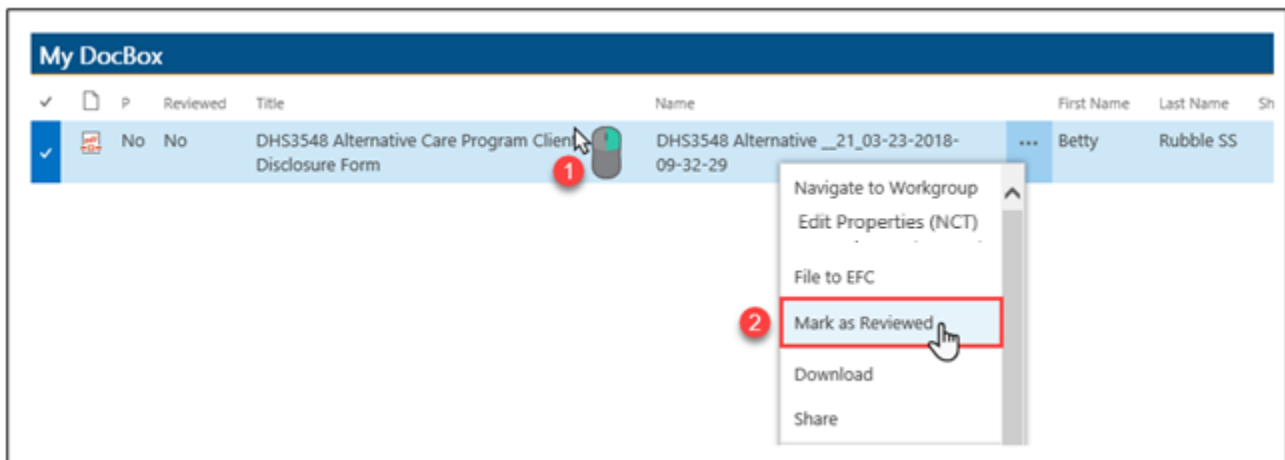 My DocBox
P Reviewed Title Name First Name Last Name Sh
No No DHS3548 Alternative Care Program Client DHS3548 Alternative __21_03-23-2018- ... Betty Rubble SS
Disclosure Form 09-32-29
1
Navigate to Workgroup
Edit Properties (NCT)
File to EFC
2 Mark as Reviewed
Download
Share